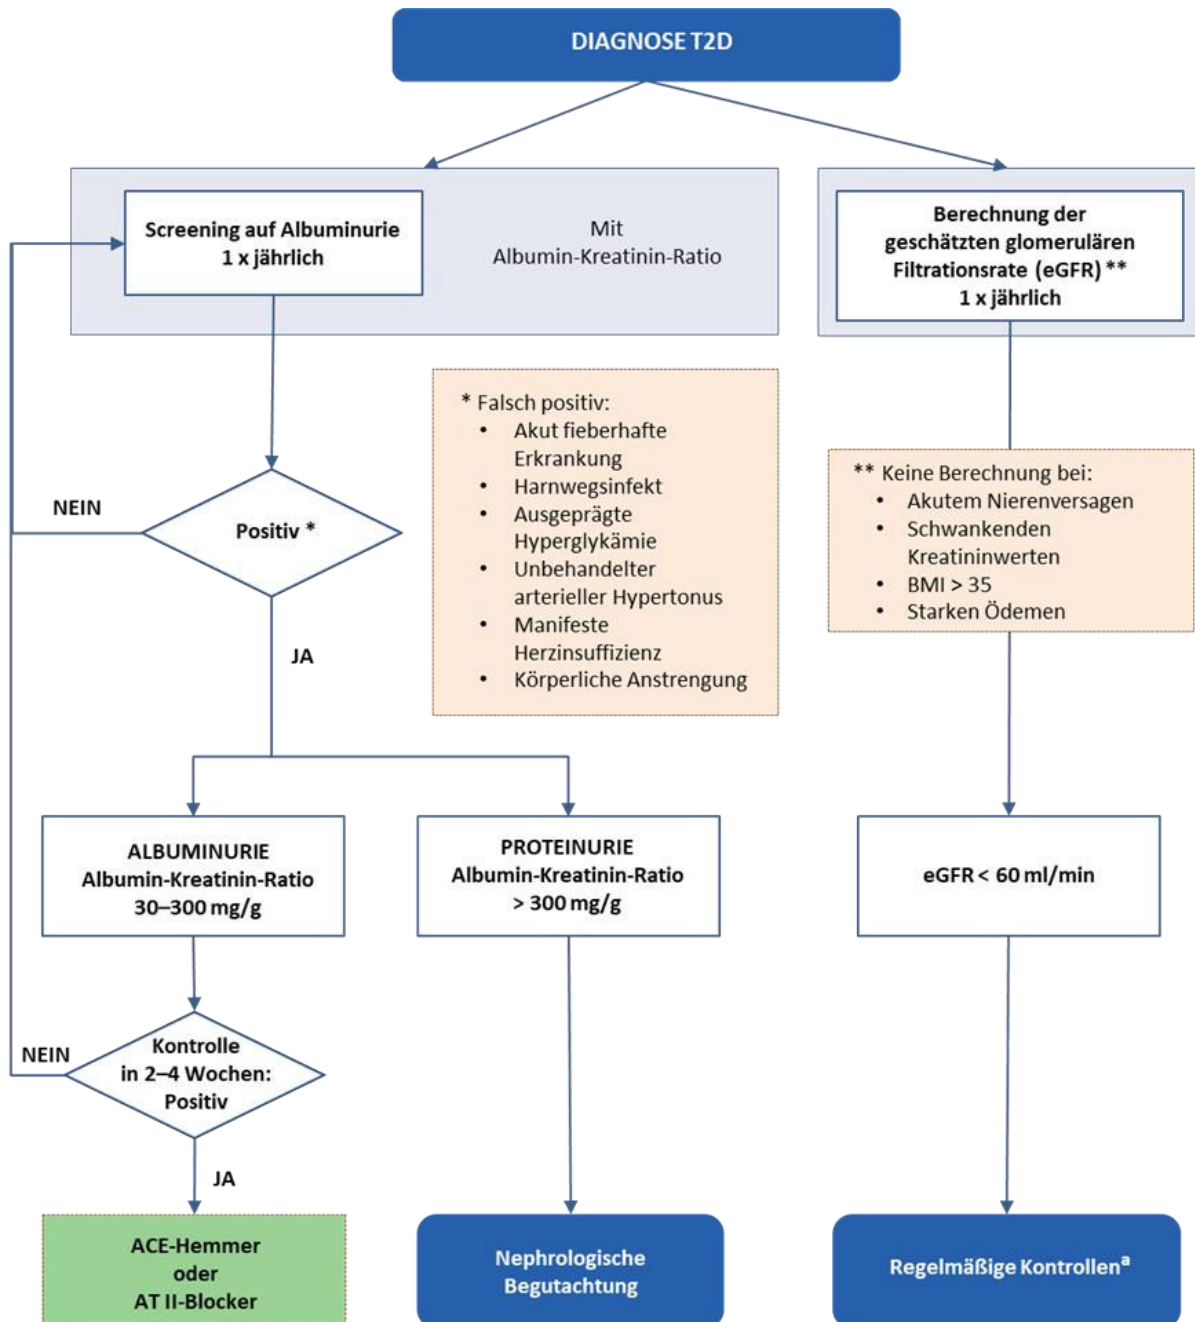 DIAGNOSE T2D
Screening auf Albuminurie
1 x jährlich
Mit
Albumin-Kreatinin-Ratio
Berechnung der
geschätzten glomerulären
Filtrationsrate (eGFR) **
1 x jährlich
* Falsch positiv:
• Akut fieberhafte
Erkrankung
• Harnwegsinfekt
• Ausgeprägte
Hyperglykämie
• Unbehandelter
arterieller Hypertonus
• Manifeste
Herzinsuffizienz
• Körperliche Anstrengung
** Keine Berechnung bei:
• Akutem Nierenversagen
• Schwankenden
Kreatininwerten
• BMI > 35
• Starken Ödemen
NEIN
Positiv *
JA
ALBUMINURIE
Albumin-Kreatinin-Ratio
30–300 mg/g
PROTEINURIE
Albumin-Kreatinin-Ratio
> 300 mg/g
eGFR < 60 ml/min
NEIN
Kontrolle
in 2–4 Wochen:
Positiv
JA
ACE-Hemmer
oder
AT II-Blocker
Nephrologische
Begutachtung
Regelmäßige Kontrollenª